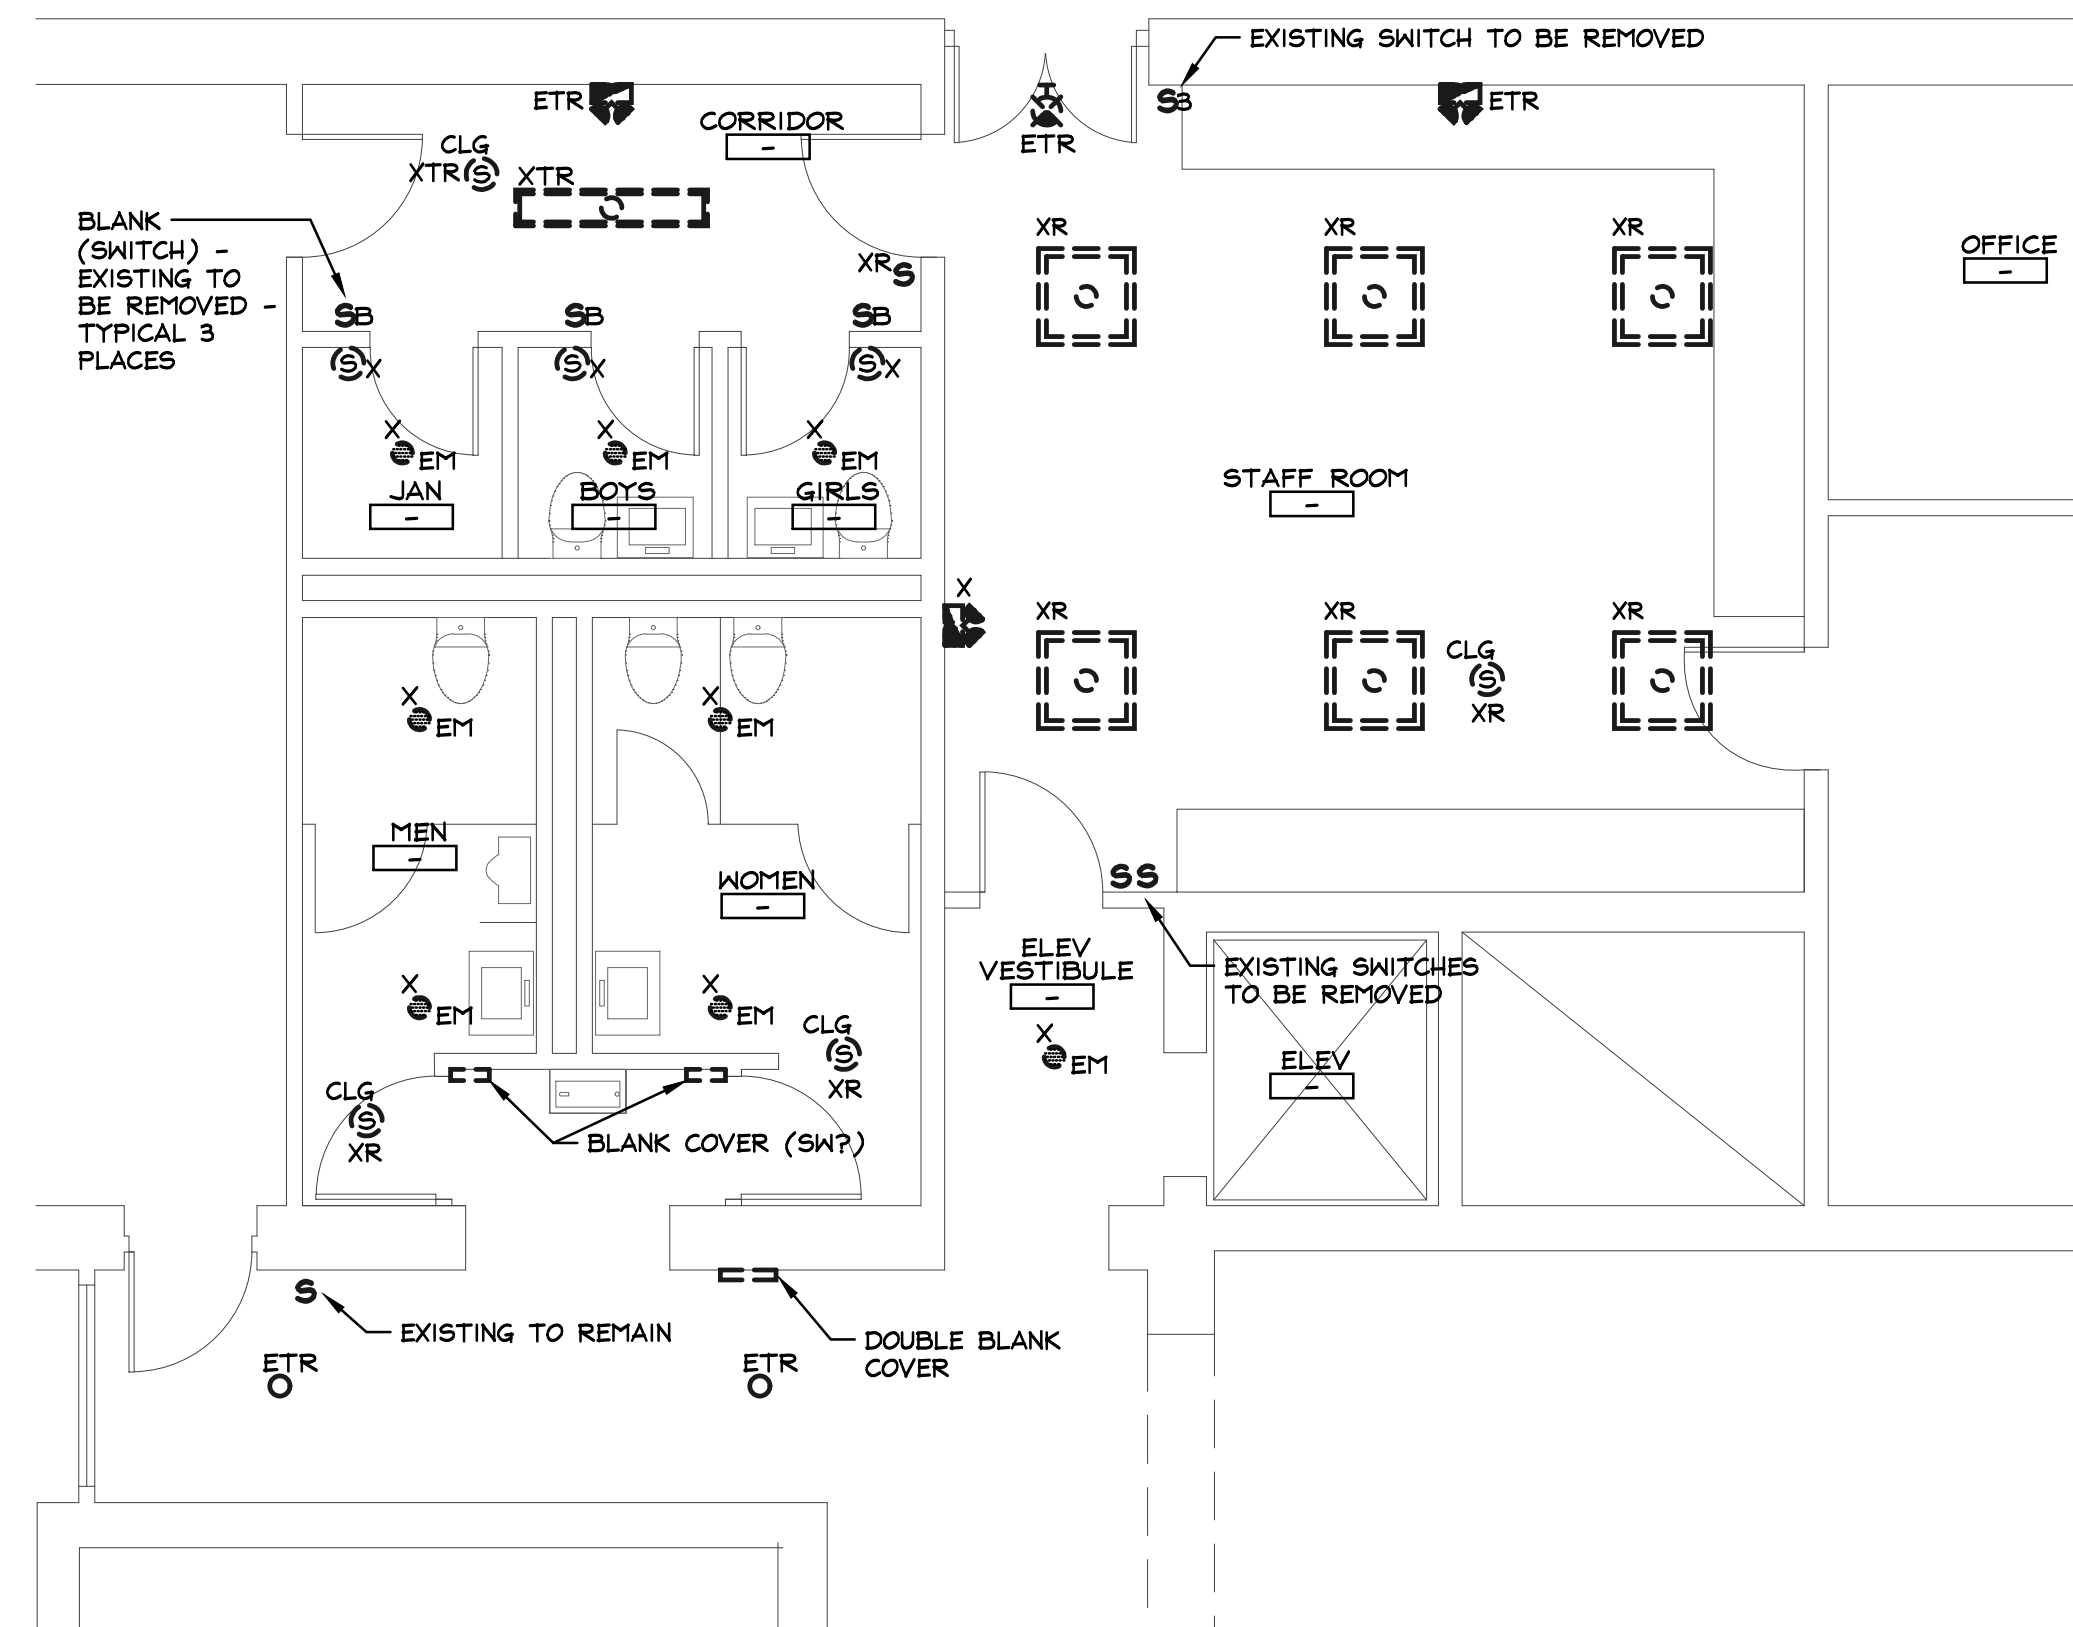 EXISTING SWITCH TO BE REMOVED
ETR
S3
ETR
CORRIDOR
-
ETR
CLG
XTR S
XTR
BLANK
(SWITCH) -
EXISTING TO
BE REMOVED -
TYPICAL 3
PLACES
XR
XR
XR
OFFICE
-
XR S
SB
SB
SB
S X
S X
S X
X
EM
X
EM
X
EM
JAN
-
BOYS
-
GIRLS
-
STAFF ROOM
-
X
XR
XR
XR
CLG
S
XR
X
EM
X
EM
MEN
-
WOMEN
-
SS
ELEV
VESTIBULE
-
EXISTING SWITCHES
TO BE REMOVED
X
EM
X
EM
CLG
S
XR
X
EM
ELEV
-
CLG
S
XR
BLANK COVER (SW?)
S
EXISTING TO REMAIN
DOUBLE BLANK
COVER
ETR
ETR